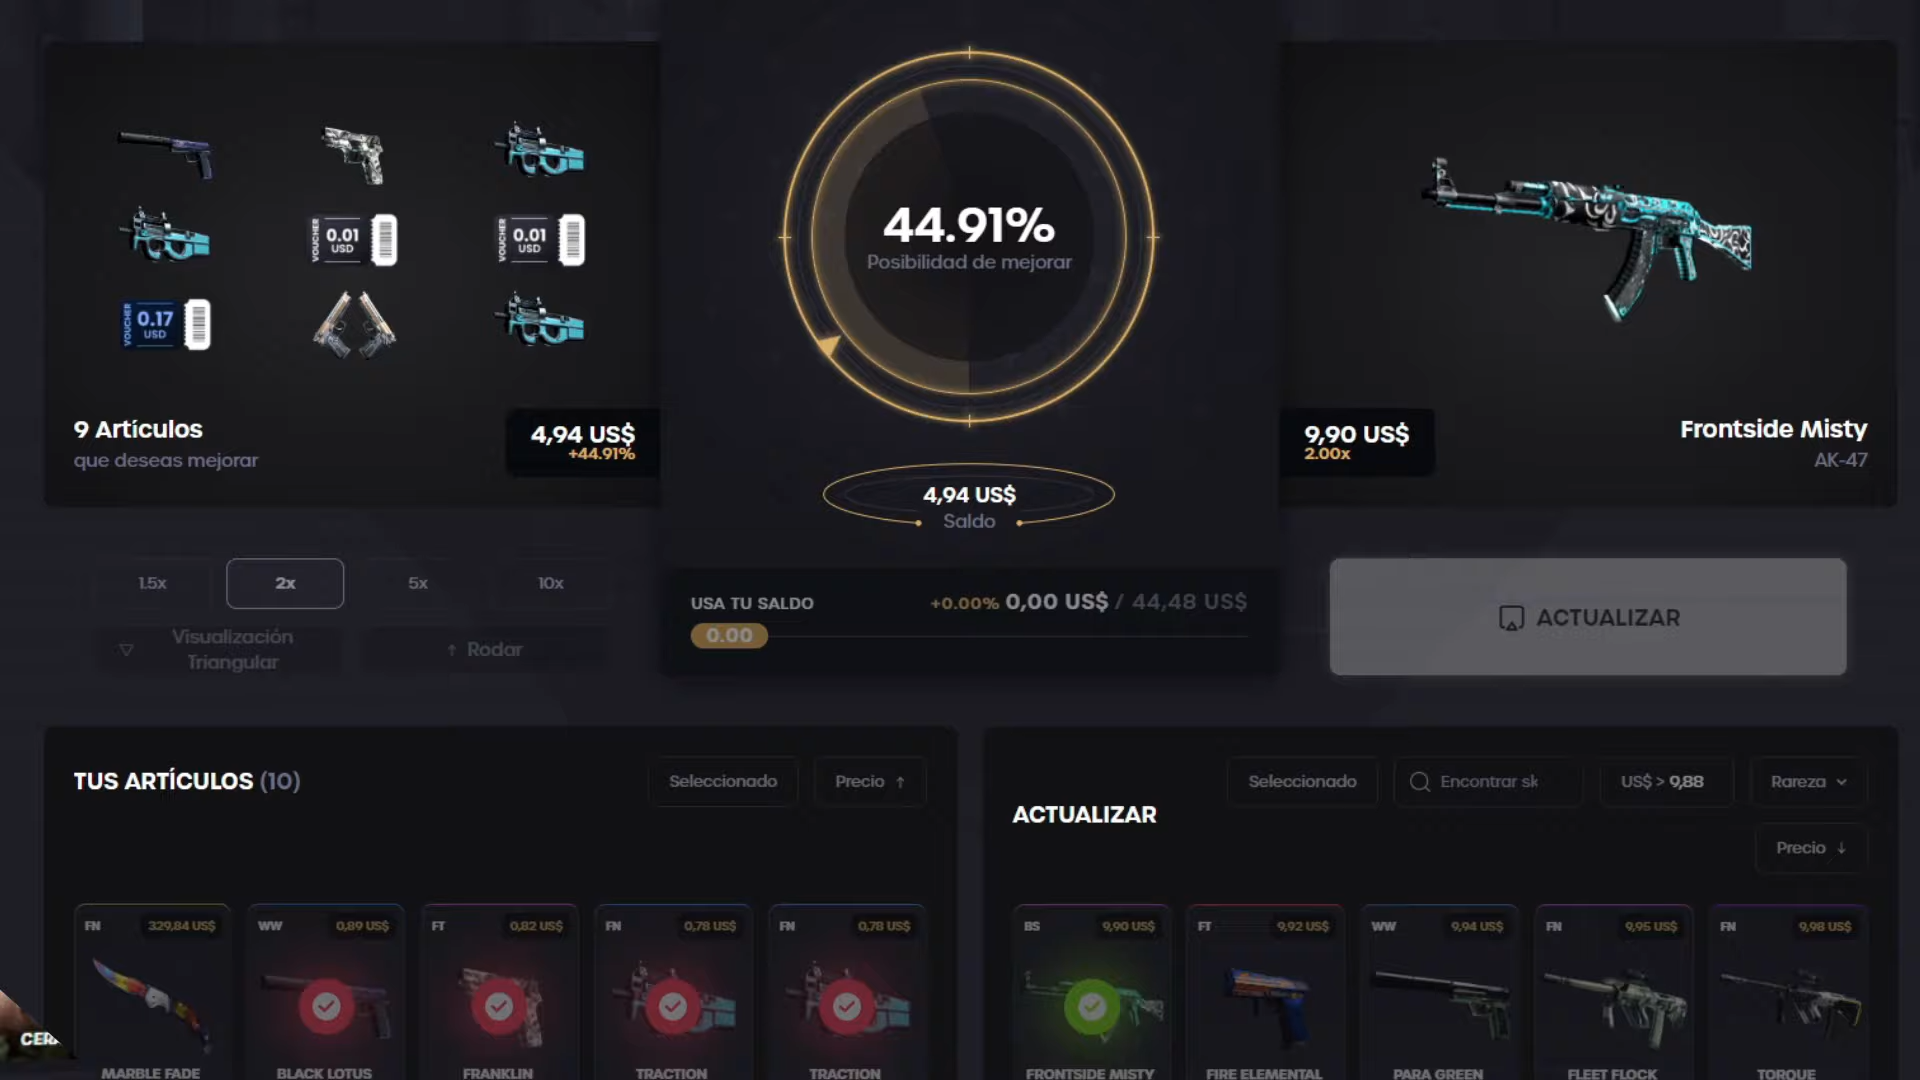 44.91%
Posibilidad de mejorar
VOUCHER 0.01 USD
VOUCHER 0.01 USD
VOUCHER 0.17 USD
9 Artículos
que deseas mejorar
4,94 US$
+44.91%
9,90 US$
2.00x
Frontside Misty
AK-47
4,94 US$
Saldo
1.5x
2x
5x
10x
Visualización
Triangular
Rodar
USA TU SALDO
+0.00% 0,00 US$ / 44,48 US$
0.00
ACTUALIZAR
TUS ARTÍCULOS (10)
Seleccionado
Precio ↑
ACTUALIZAR
Seleccionado
Encontrar sk
US$ > 9,88
Rareza
Precio ↓
FN 329,84 US$
WW 0,89 US$
FT 0,82 US$
FN 0,78 US$
FN 0,78 US$
BS 9,90 US$
FT 9,92 US$
WW 9,94 US$
FN 9,95 US$
FN 9,98 US$
MARBLE FADE
BLACK LOTUS
FRANKLIN
TRACTION
TRACTION
FRONTSIDE MISTY
FIRE ELEMENTAL
PARA GREEN
FLEET FLOCK
TORQUE